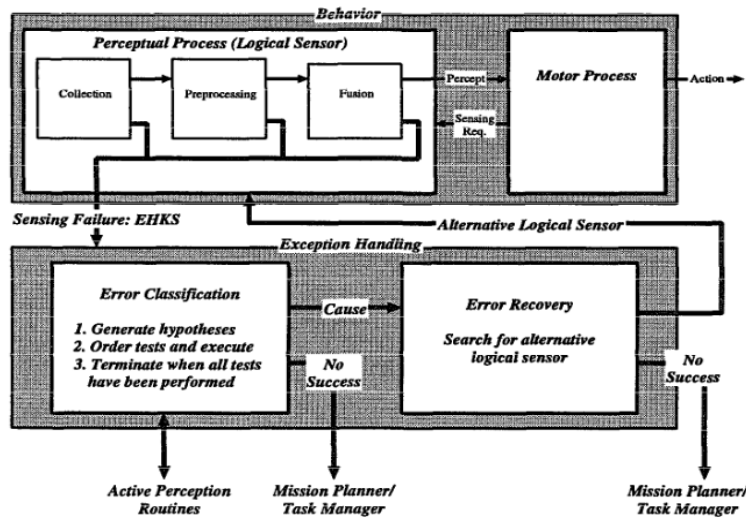 Behavior
Perceptual Process (Logical Sensor)
Collection
Preprocessing
Fusion
Percept
Sensing
Req.
Motor Process
Action
Sensing Failure: EHKS
Alternative Logical Sensor
Exception Handling
Error Classification
1. Generate hypotheses
2. Order tests and execute
3. Terminate when all tests
have been performed
Cause
No
Success
Error Recovery
Search for alternative
logical sensor
No
Success
Active Perception
Routines
Mission Planner/
Task Manager
Mission Planner/
Task Manager